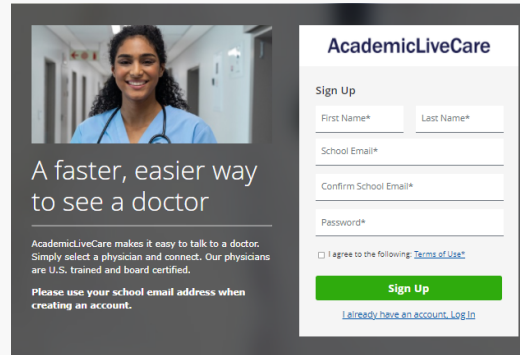 A faster, easier way
to see a doctor
AcademicLiveCare makes it easy to talk to a doctor.
Simply select a physician and connect. Our physicians
are U.S. trained and board certified.
Please use your school email address when
creating an account.
AcademicLiveCare
Sign Up
First Name* Last Name*
School Email*
Confirm School Email*
Password*
I agree to the following: Terms of Use*
Sign Up
I already have an account, Log In